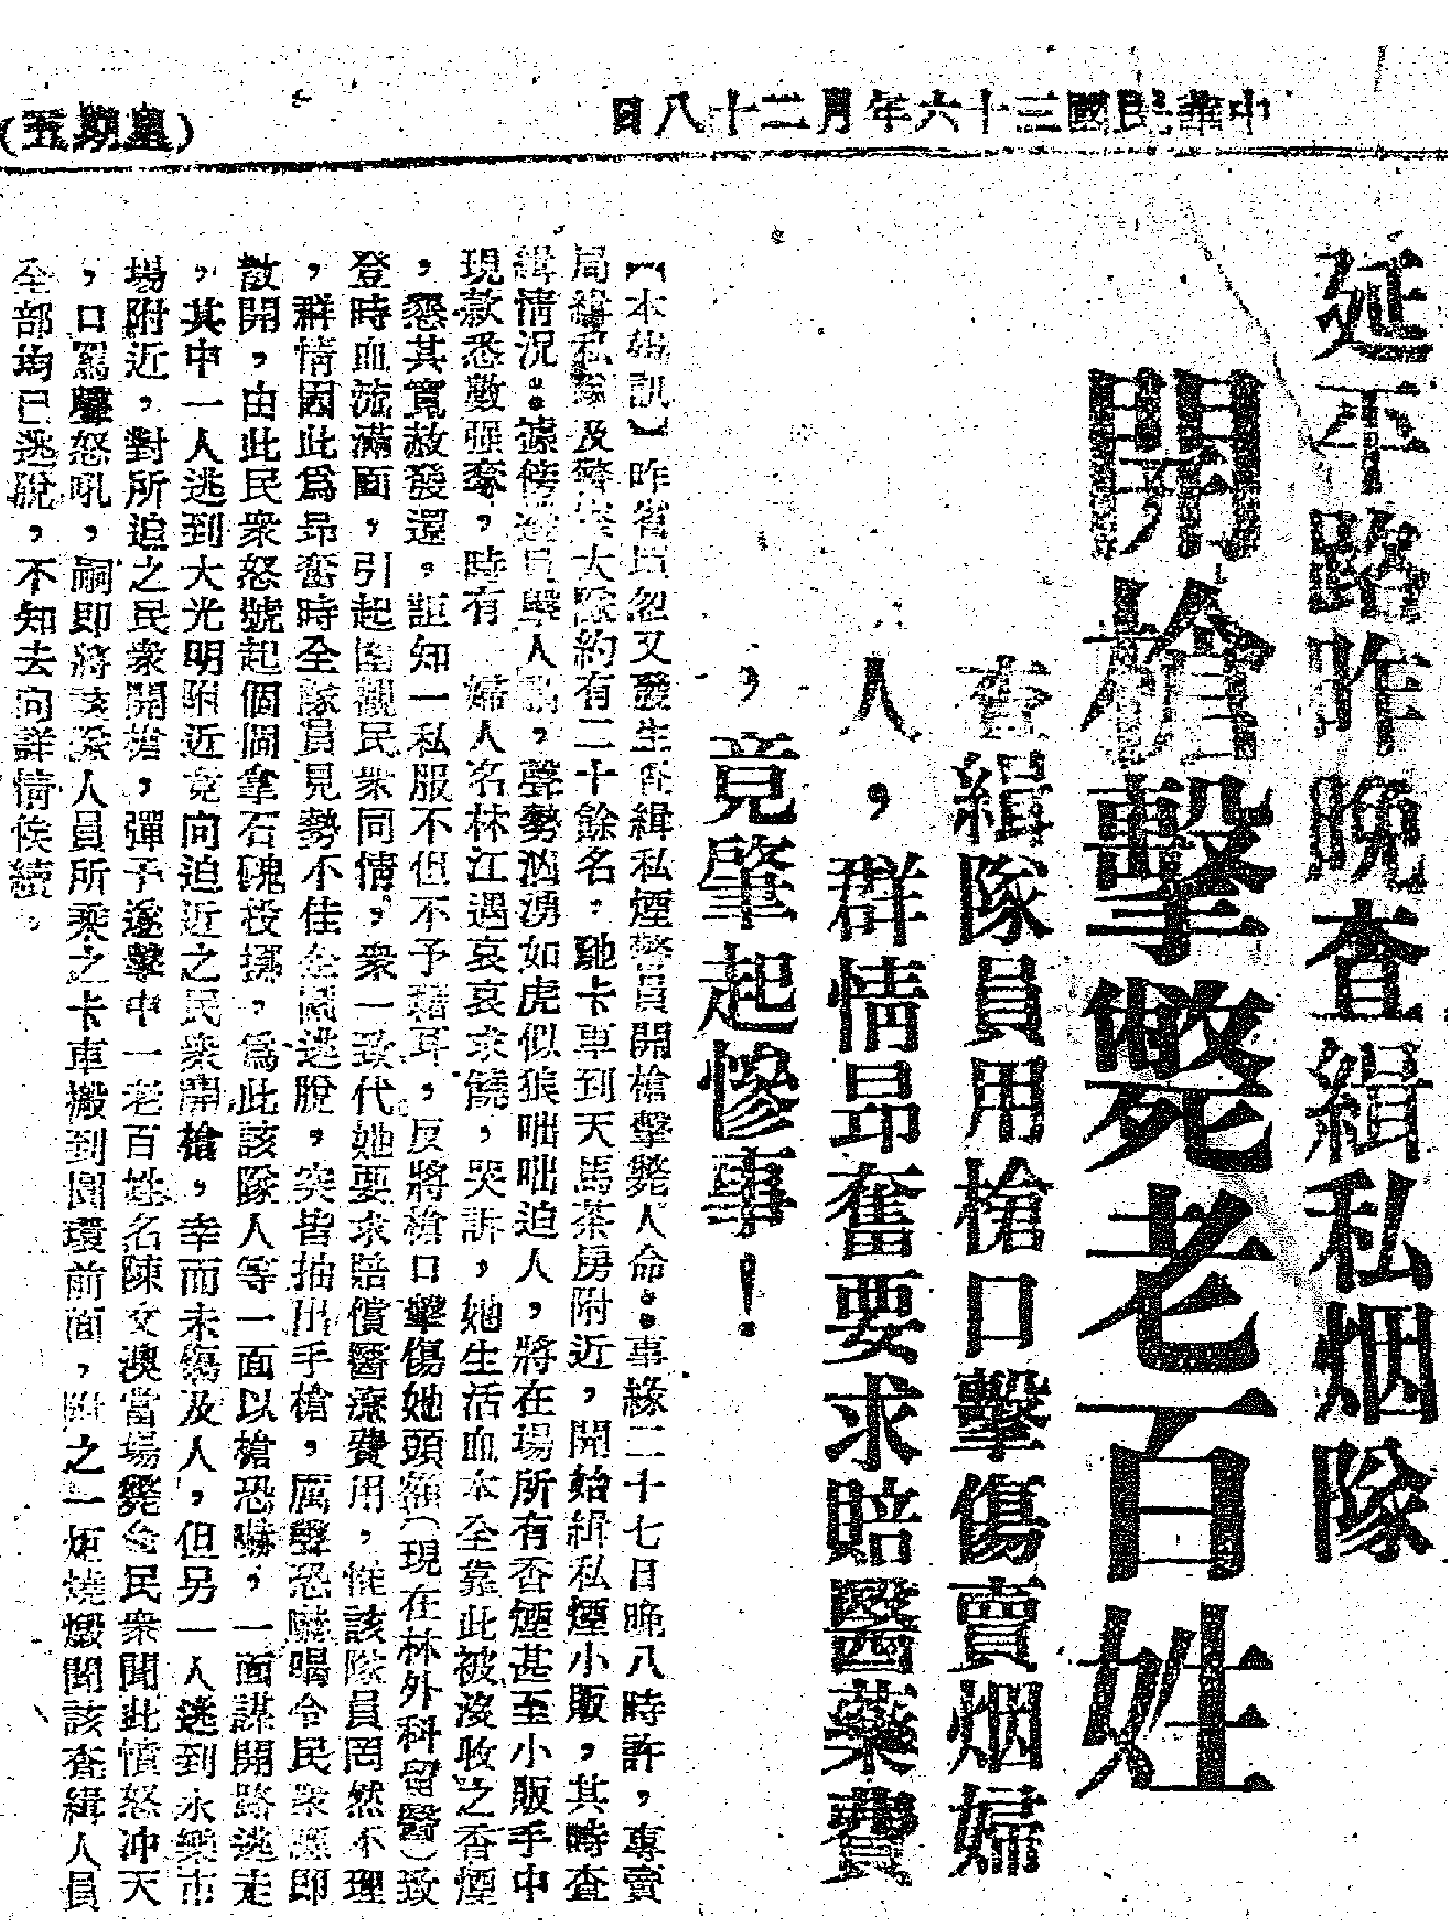 中華民國三十六年二月二十八日
(星期五)
延平路昨晚查緝私烟隊
開槍擊斃老百姓
查緝隊員用槍口擊傷賣烟婦
人，群情昂奮要求賠醫藥費
，竟肇起慘事！
【本報訊】昨省垣忽又發生查緝私煙警員開槍擊斃人命：事緣二十七日晚八時許，專賣
局緝私隊及警察大隊約有二十餘名，馳卡車到天馬茶房附近，開始緝私煙小販，其時查
緝情況：據傍邊目擊人說，聲勢洶湧如虎似狼咄咄迫人，將在場所有香煙甚至小販手中
現款悉數强奪，時有 婦人名林江遇哀哀求饒，哭訴，她生活血本全靠此被沒收之香煙
，懇其寬赦發還。詎知一私服不但不予藉耳，反將槍口擊傷她頭額(現在林外科留醫)致
登時血流滿面，引起圍觀民衆同情，衆一致代她要求賠償醫療費用，惟該隊員罔然不理
，群情因此爲昂奮時全隊員見勢不佳企圖逃脫，突皆抽出手槍，厲聲恐嚇喝令民衆 即
散開，由此民衆怒號起個個拿石磈投擲，爲此該隊人等一面以槍恐嚇，一面謀開路逃走
，其中一人逃到大光明附近竟向迫近之民衆開槍，幸而未傷及人，但另一人逃到永樂市
場附近，對所迫之民衆開槍，彈予遂擊中一老百姓名陳文澳當場斃命民衆聞此憤怒冲天
，口罵聲怒吼，嗣即將該隊人員所乘之卡車搬到圓環前面，附之一炬燒燬聞該查緝人員
全部均已逃脫，不知去向詳情候續。